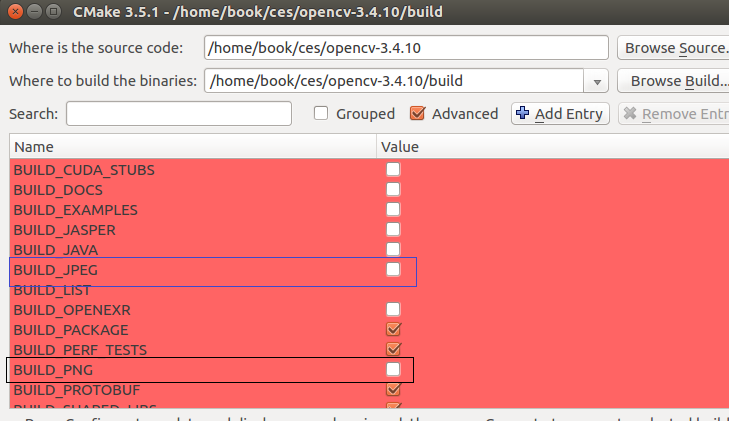 CMake 3.5.1 - /home/book/ces/opencv-3.4.10/build
Where is the source code: /home/book/ces/opencv-3.4.10 Browse Source...
Where to build the binaries: /home/book/ces/opencv-3.4.10/build Browse Build...
Search: Grouped Advanced Add Entry Remove Entr
Name Value
BUILD_CUDA_STUBS
BUILD_DOCS
BUILD_EXAMPLES
BUILD_JASPER
BUILD_JAVA
BUILD_JPEG
BUILD_LIST
BUILD_OPENEXR
BUILD_PACKAGE
BUILD_PERF_TESTS
BUILD_PNG
BUILD_PROTOBUF
BUILD_SHARED_LIBS